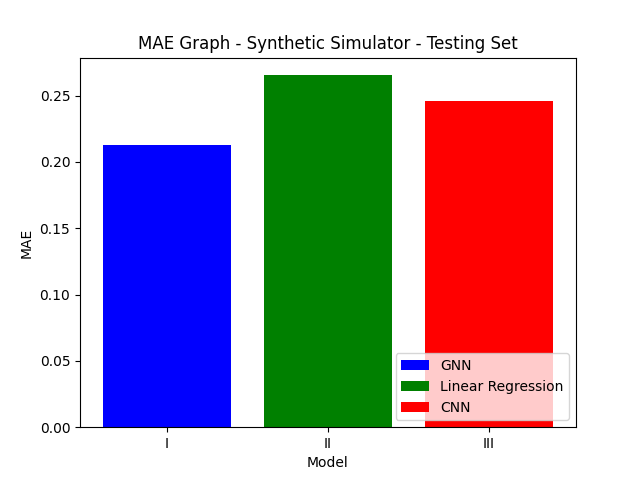 MAE Graph - Synthetic Simulator - Testing Set
MAE
0.25
0.20
0.15
0.10
0.05
0.00
I
II
III
Model
GNN
Linear Regression
CNN